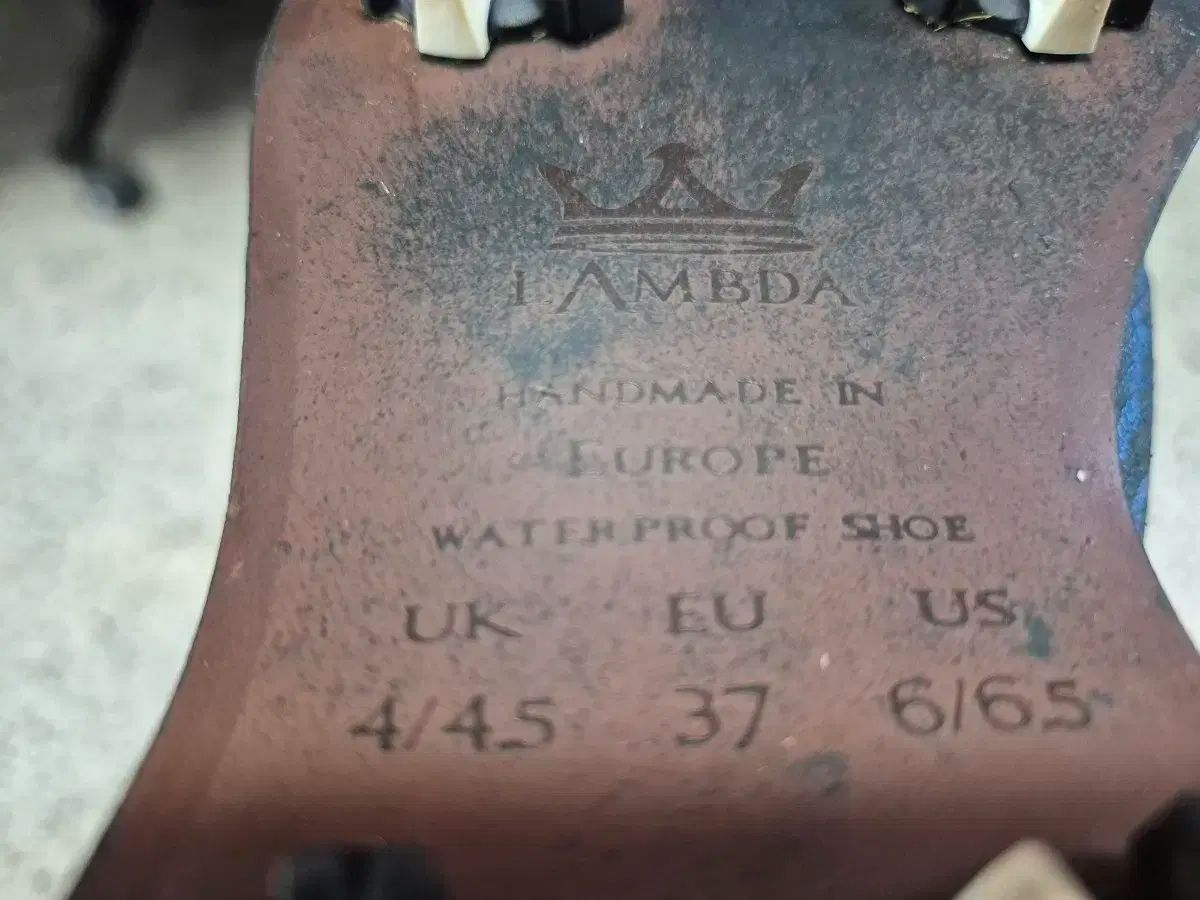 LAMBDA
HANDMADE IN
EUROPE
WATERPROOF SHOE
UK EU US
4/4.5 37 6/6.5